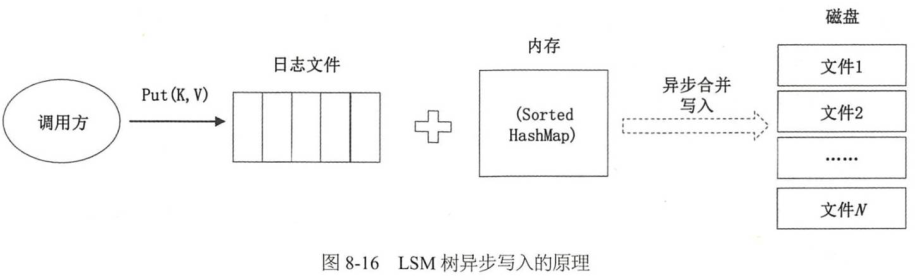 磁盘
内存
日志文件
文件1
异步合并
写入
Put(K,V)
调用方
(Sorted
HashMap)
文件2
……
文件N
图 8-16 LSM 树异步写入的原理